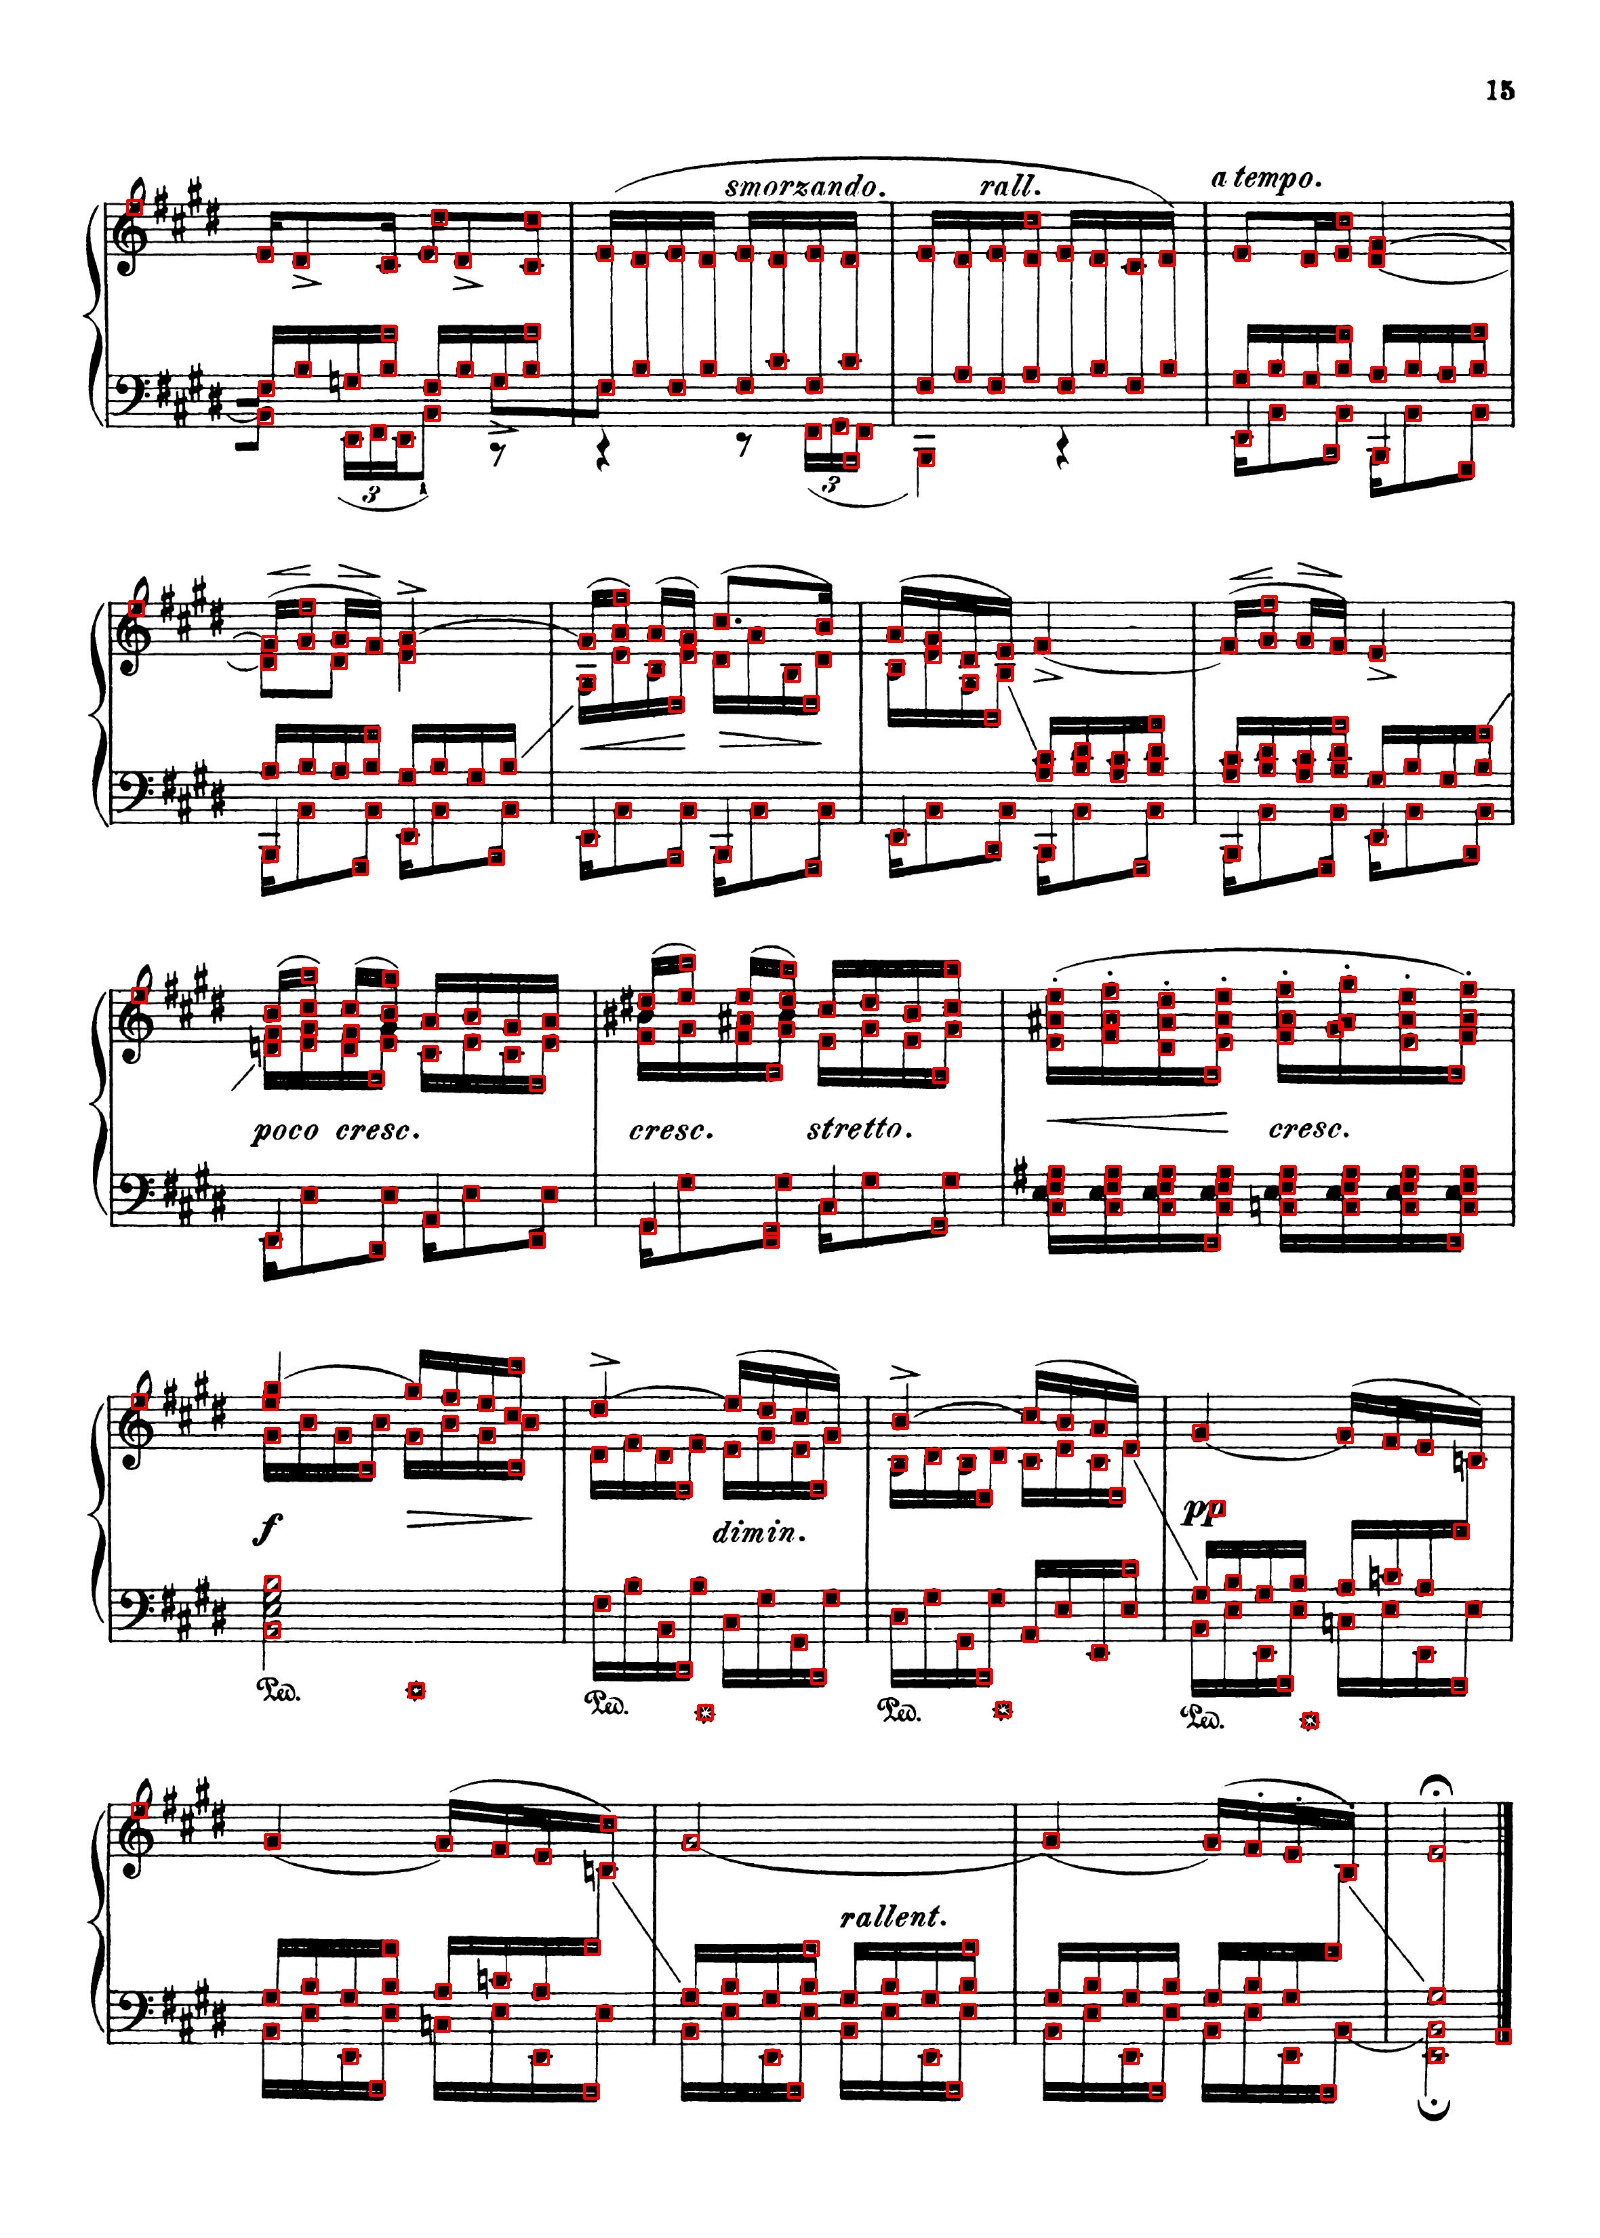 15
smorzando. rall. a tempo.
3 3
poco cresc. cresc. stretto. cresc.
f dimin. pp
Ped. Ped. Ped. Ped.
rallent.